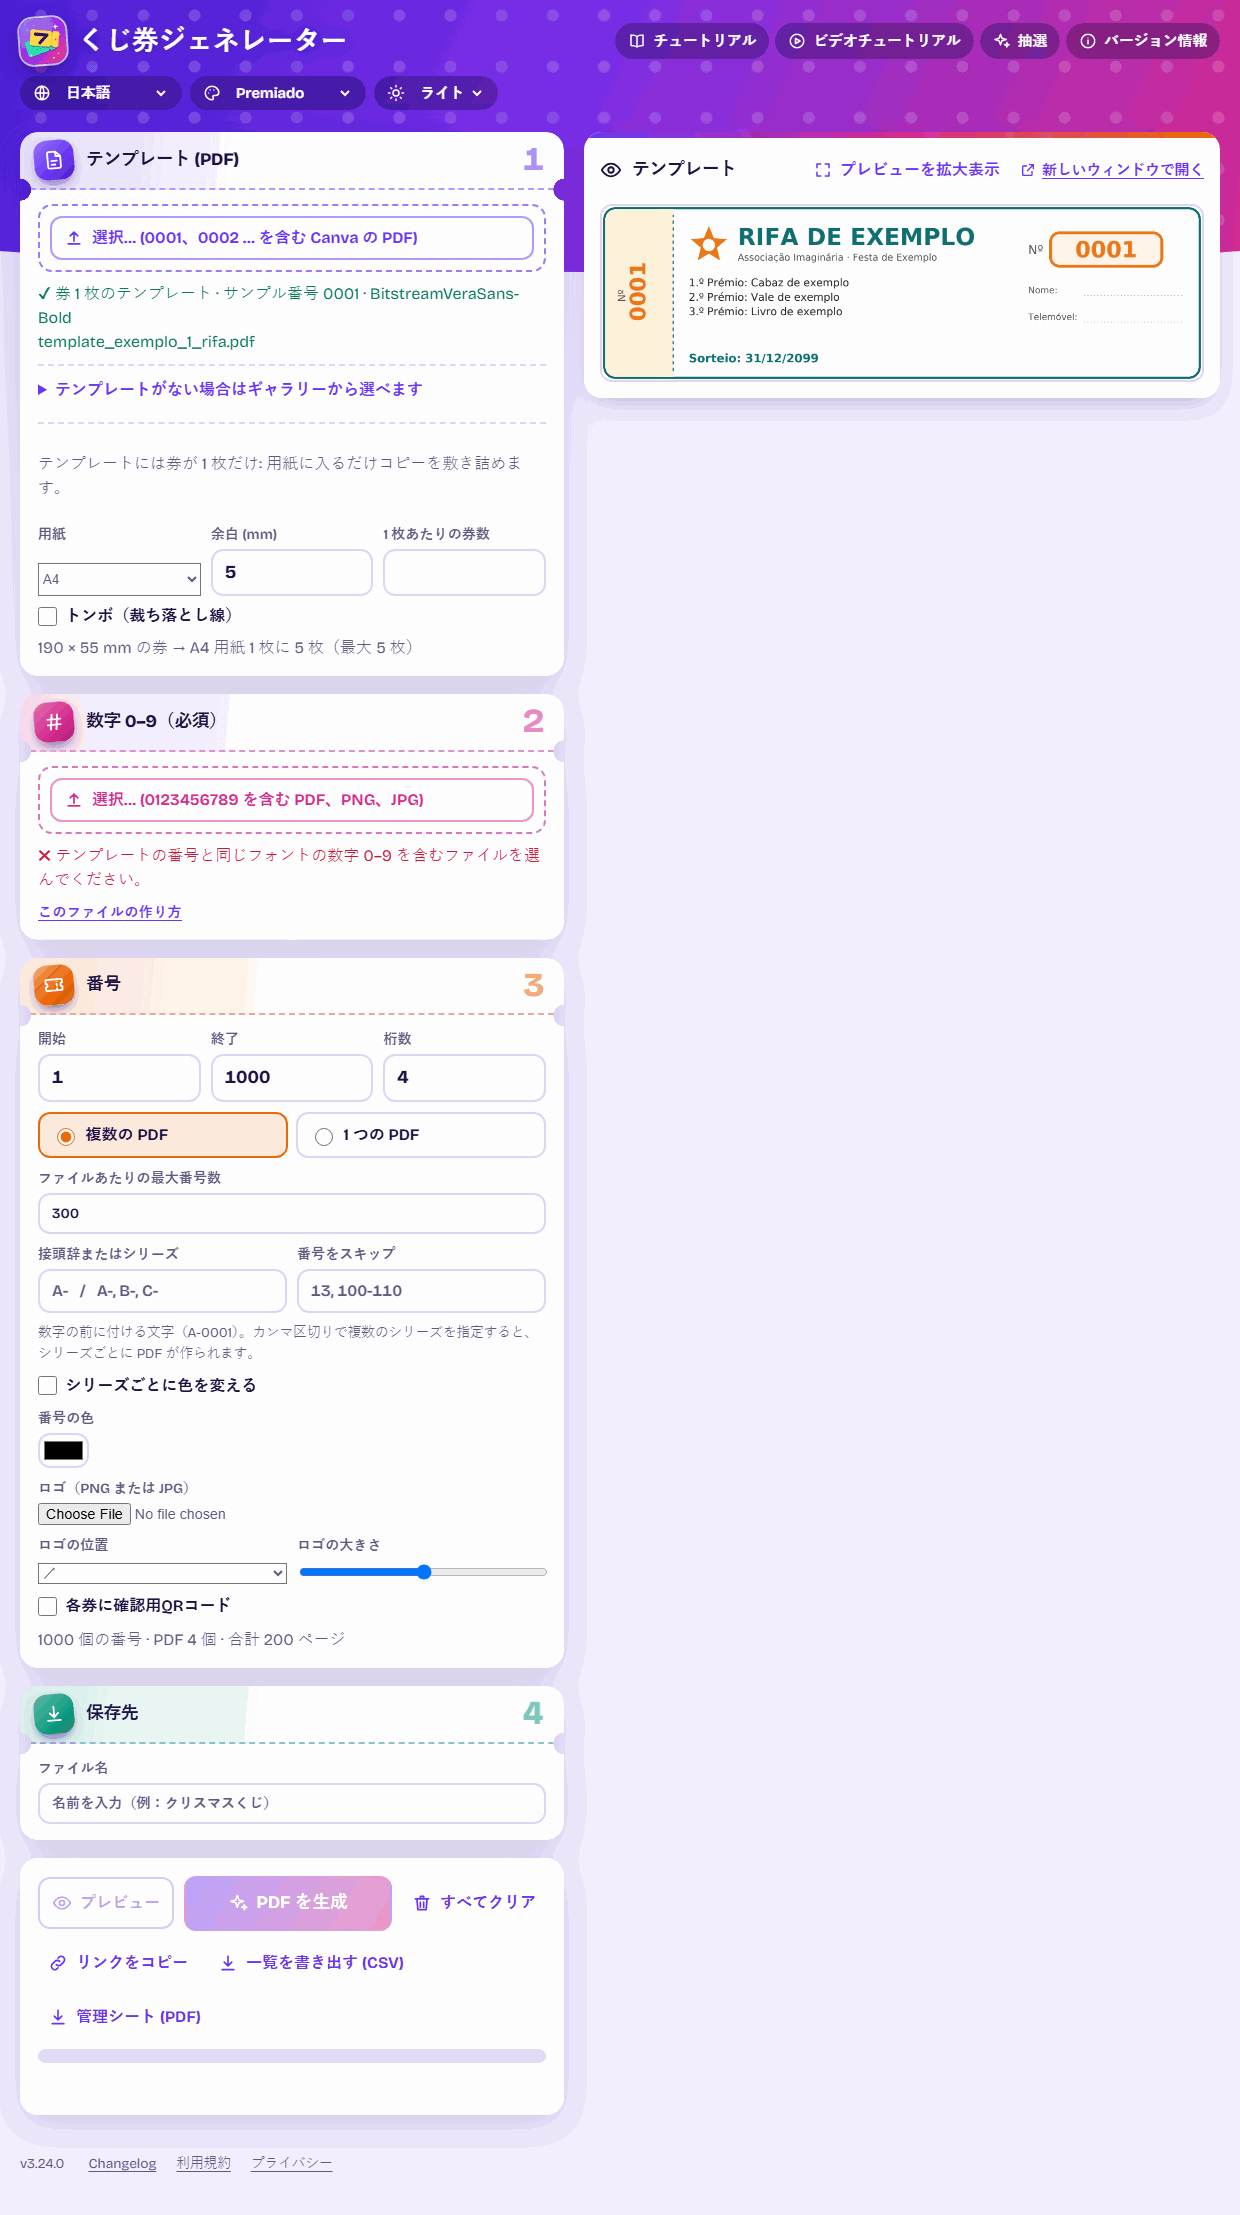 くじ券ジェネレーター
チュートリアル
ビデオチュートリアル
抽選
バージョン情報
日本語
Premiado
ライト
テンプレート (PDF)
1
選択... (0001、0002 ... を含む Canva の PDF)
✓ 券 1 枚のテンプレート · サンプル番号 0001 · BitstreamVeraSans-
Bold
template_exemplo_1_rifa.pdf
テンプレートがない場合はギャラリーから選べます
テンプレートには券が 1 枚だけ: 用紙に入るだけコピーを敷き詰めま
す。
用紙
余白 (mm)
1 枚あたりの券数
A4
5
トンボ（裁ち落とし線）
190 × 55 mm の券 → A4 用紙 1 枚に 5 枚（最大 5 枚）
数字 0–9（必須）
2
選択... (0123456789 を含む PDF、PNG、JPG)
✕ テンプレートの番号と同じフォントの数字 0–9 を含むファイルを選
んでください。
このファイルの作り方
番号
3
開始
終了
桁数
1
1000
4
複数の PDF
1 つの PDF
ファイルあたりの最大番号数
300
接頭辞またはシリーズ
番号をスキップ
A- / A-, B-, C-
13, 100-110
数字の前に付ける文字（A-0001）。カンマ区切りで複数のシリーズを指定すると、
シリーズごとに PDF が作られます。
シリーズごとに色を変える
番号の色
ロゴ（PNG または JPG）
Choose File No file chosen
ロゴの位置
ロゴの大きさ
各券に確認用QRコード
1000 個の番号 · PDF 4 個 · 合計 200 ページ
保存先
4
ファイル名
名前を入力（例：クリスマスくじ）
プレビュー
PDF を生成
すべてクリア
リンクをコピー
一覧を書き出す (CSV)
管理シート (PDF)
v3.24.0
Changelog
利用規約
プライバシー
テンプレート
プレビューを拡大表示
新しいウィンドウで開く
Nº 0001
RIFA DE EXEMPLO
Associação Imaginária · Festa de Exemplo
1.º Prémio: Cabaz de exemplo
2.º Prémio: Vale de exemplo
3.º Prémio: Livro de exemplo
Sorteio: 31/12/2099
Nº 0001
Nome:
Telemóvel: